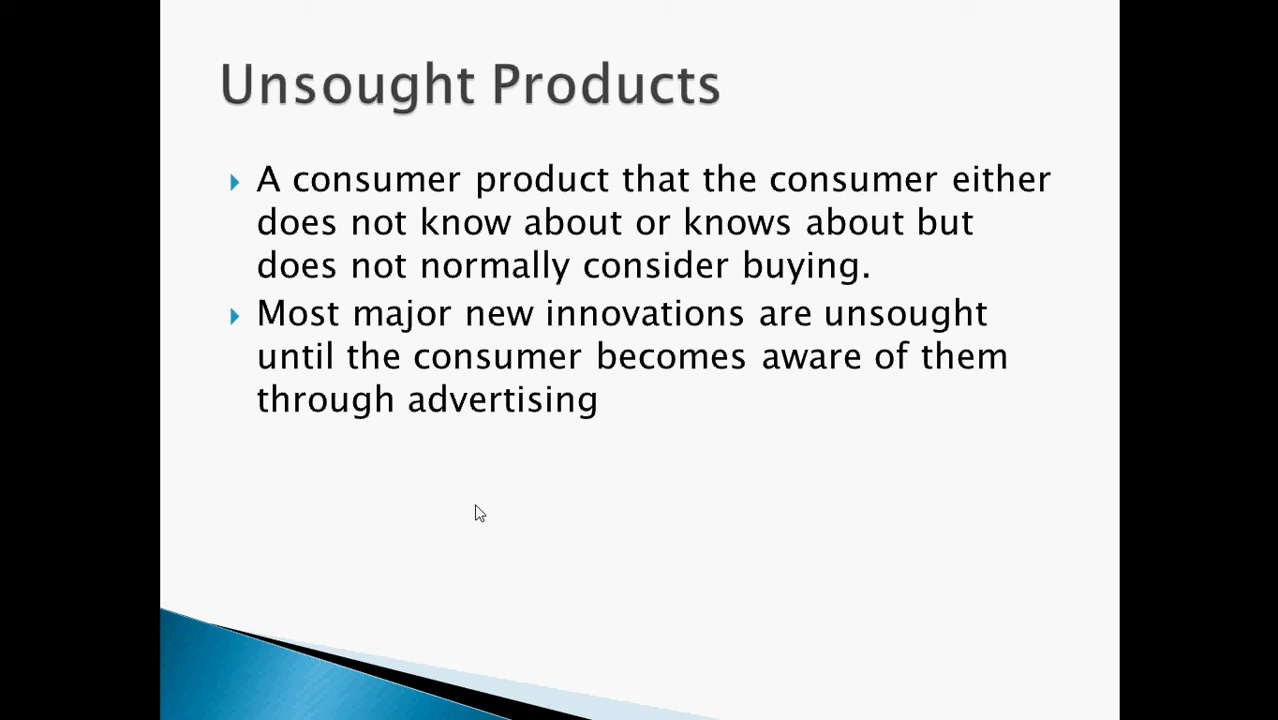 Unsought Products
A consumer product that the consumer either
does not know about or knows about but
does not normally consider buying.
Most major new innovations are unsought
until the consumer becomes aware of them
through advertising